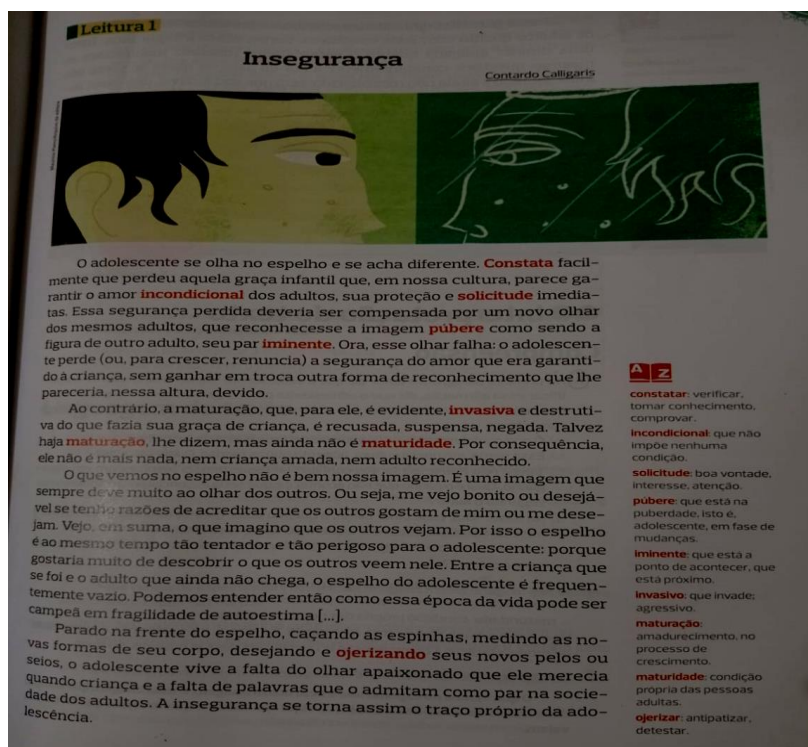 Leitura 1
Insegurança
Contardo Calligaris
O adolescente se olha no espelho e se acha diferente. Constata facil-
mente que perdeu aquela graça infantil que, em nossa cultura, parece ga-
rantir o amor incondicional dos adultos, sua proteção e solicitude imedia-
tas. Essa segurança perdida deveria ser compensada por um novo olhar
dos mesmos adultos, que reconhecesse a imagem púbere como sendo a
figura de outro adulto, seu par iminente. Ora, esse olhar falha: o adolescen-
te perde (ou, para crescer, renuncia) a segurança do amor que era garanti-
do à criança, sem ganhar em troca outra forma de reconhecimento que lhe
pareceria, nessa altura, devido.
Ao contrário, a maturação, que, para ele, é evidente, invasiva e destruti-
va do que fazia sua graça de criança, é recusada, suspensa, negada. Talvez
haja maturação, lhe dizem, mas ainda não é maturidade. Por consequência,
ele não é mais nada, nem criança amada, nem adulto reconhecido.
O que vemos no espelho não é bem nossa imagem. É uma imagem que
sempre deve muito ao olhar dos outros. Ou seja, me vejo bonito ou desejá-
vel se tenho razões de acreditar que os outros gostam de mim ou me dese-
jam. Vejo, em suma, o que imagino que os outros vejam. Por isso o espelho
é ao mesmo tempo tão tentador e tão perigoso para o adolescente: porque
gostaria muito de descobrir o que os outros veem nele. Entre a criança que
se foi e o adulto que ainda não chega, o espelho do adolescente é frequen-
temente vazio. Podemos entender então como essa época da vida pode ser
campeã em fragilidade de autoestima [...].
Parado na frente do espelho, caçando as espinhas, medindo as no-
vas formas de seu corpo, desejando e ojerizando seus novos pelos ou
seios, o adolescente vive a falta do olhar apaixonado que ele merecia
quando criança e a falta de palavras que o admitam como par na socie-
dade dos adultos. A insegurança se torna assim o traço próprio da ado-
lescência.
A Z
constatar: verificar,
tomar conhecimento,
comprovar.
incondicional: que não
impõe nenhuma
condição.
solicitude: boa vontade,
interesse, atenção.
púbere: que está na
puberdade, isto é,
adolescente, em fase de
mudanças.
iminente: que está a
ponto de acontecer, que
está próximo.
invasivo: que invade;
agressivo.
maturação:
amadurecimento, no
processo de
crescimento.
maturidade: condição
própria das pessoas
adultas.
ojerizar: antipatizar,
detestar.